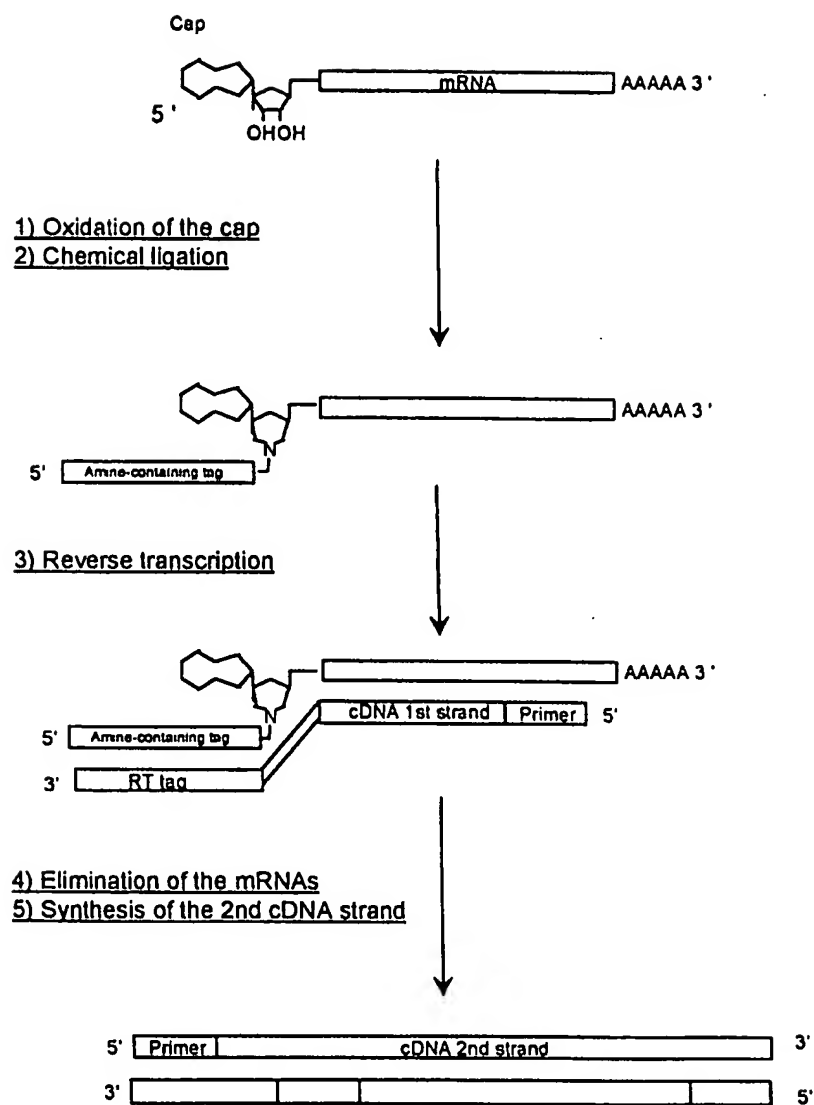 Cap
mRNA AAAAA 3 '
5 '
OHOH
1) Oxidation of the cap
2) Chemical ligation
AAAAA 3 '
N
5' Amine-containing tag
3) Reverse transcription
AAAAA 3 '
cDNA 1st strand Primer 5'
N
5' Amine-containing tag
3' RT tag
4) Elimination of the mRNAs
5) Synthesis of the 2nd cDNA strand
5' Primer cDNA 2nd strand 3'
3' 5'